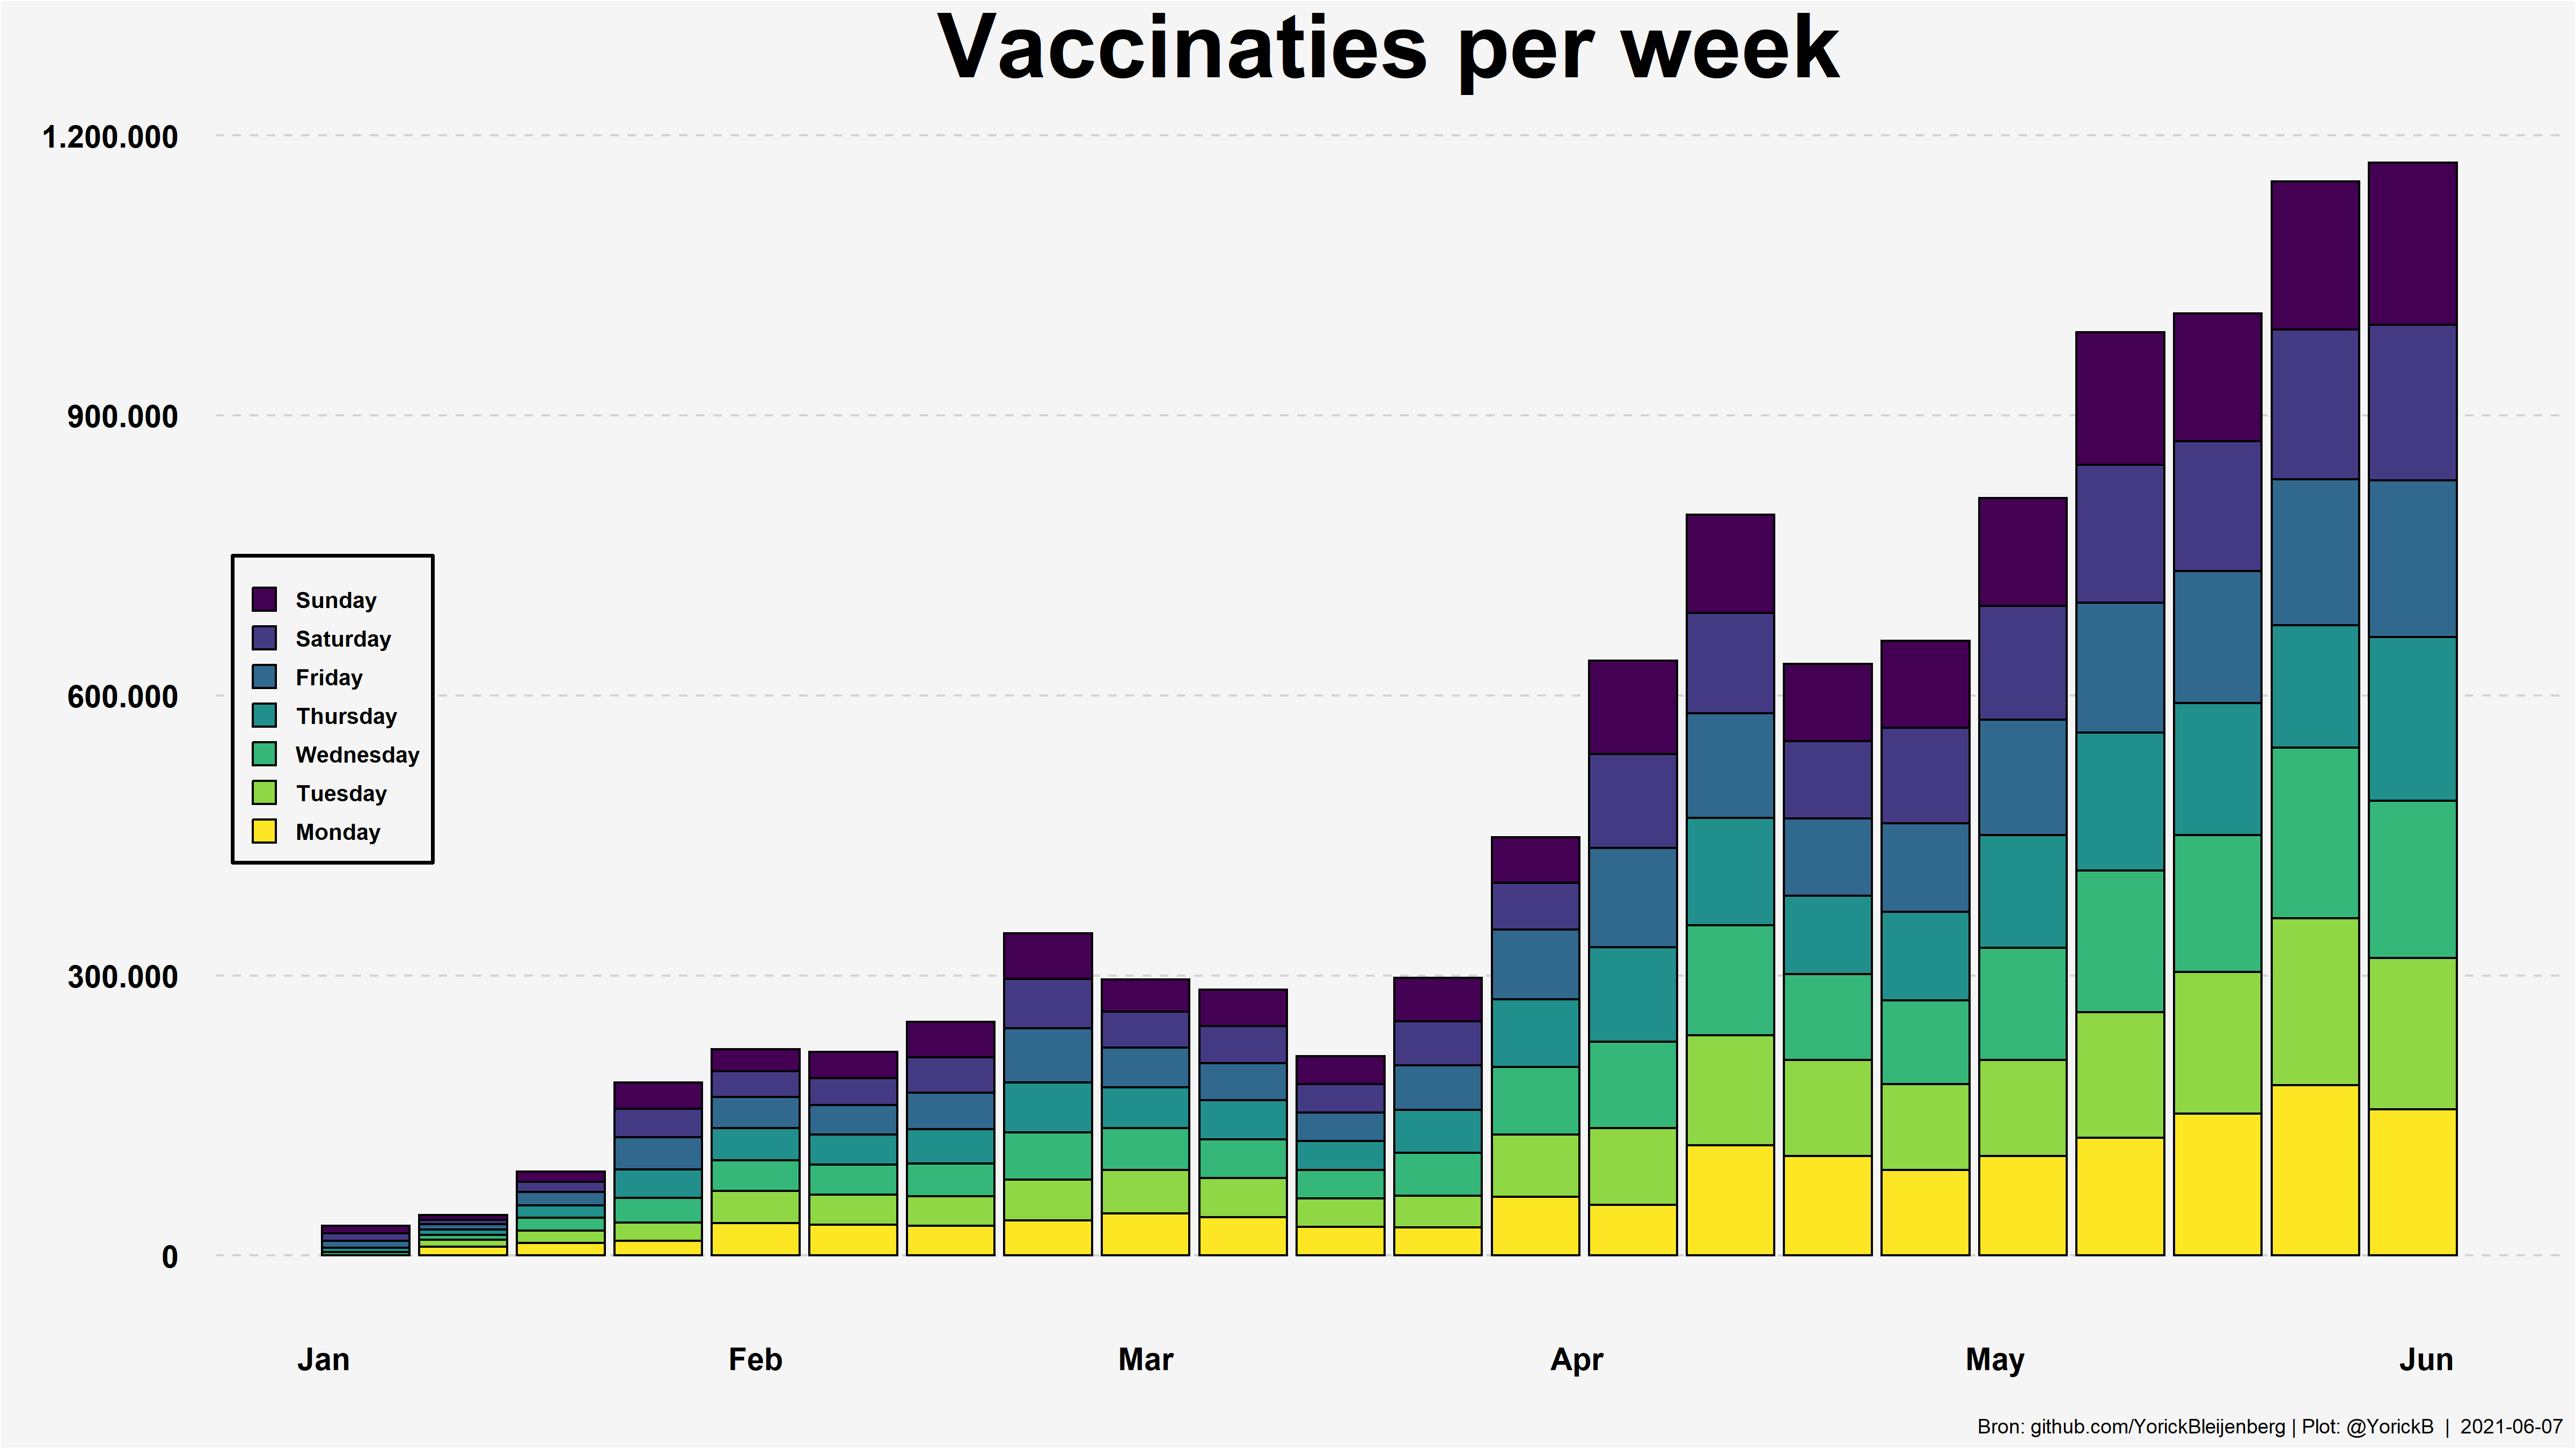 Vaccinaties per week
1.200.000
900.000
600.000
300.000
0
Sunday
Saturday
Friday
Thursday
Wednesday
Tuesday
Monday
Jan Feb Mar Apr May Jun
Bron: github.com/YorickBleijenberg | Plot: @YorickB | 2021-06-07